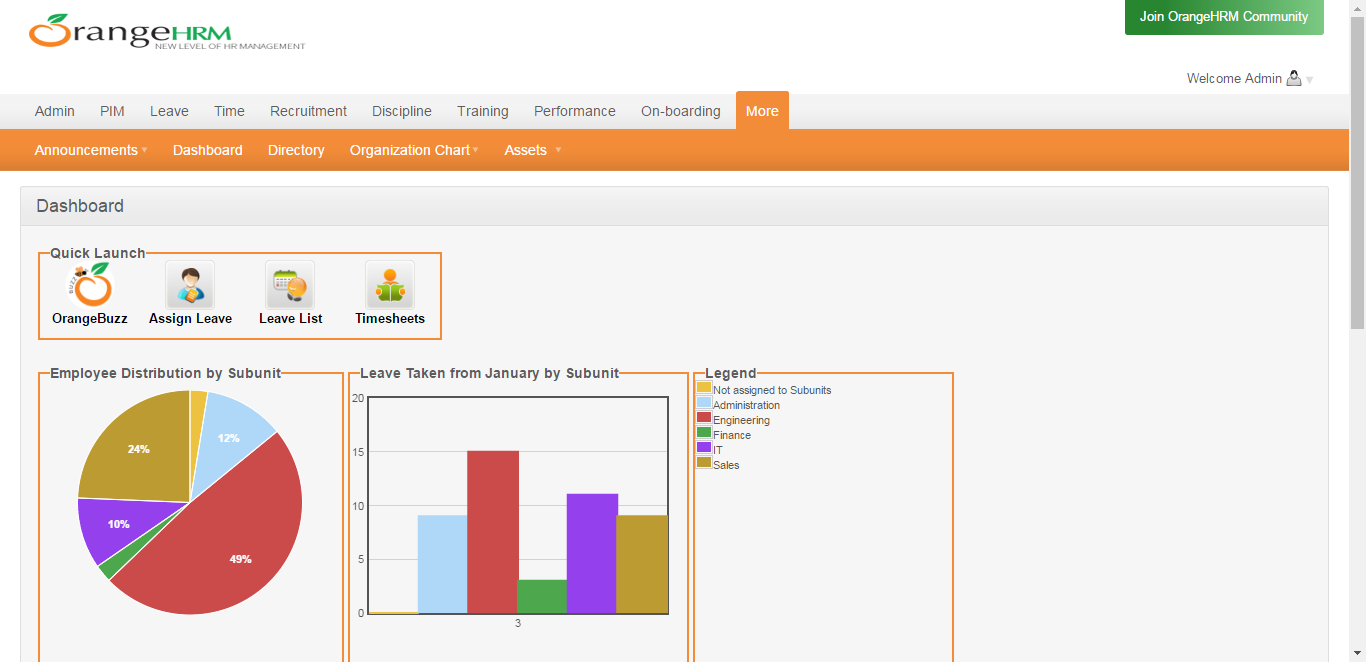 Join OrangeHRM Community
OrangeHRM
NEW LEVEL OF HR MANAGEMENT
Welcome Admin
Admin PIM Leave Time Recruitment Discipline Training Performance On-boarding More
Announcements Dashboard Directory Organization Chart Assets
Dashboard
Quick Launch
BUZZ
OrangeBuzz Assign Leave Leave List Timesheets
Employee Distribution by Subunit
12%
24%
10%
49%
Leave Taken from January by Subunit
20
15
10
5
0
3
Legend
Not assigned to Subunits
Administration
Engineering
Finance
IT
Sales